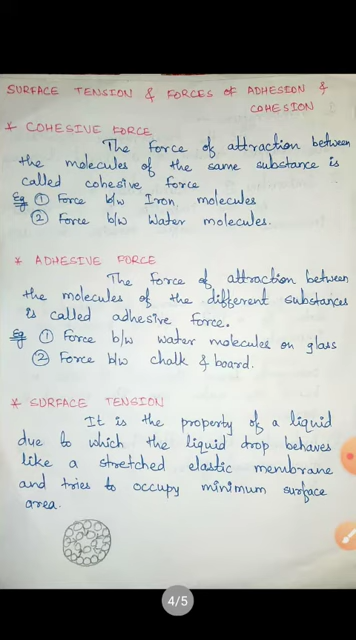 SURFACE TENSION & FORCES OF ADHESION &
COHESION
* COHESIVE FORCE
The Force of attraction between
the molecules of the same substance is
called cohesive force
Eg ① Force b/w Iron molecules
② Force b/w Water molecules.
* ADHESIVE FORCE
The Force of attraction between
the molecules of the different substances
is called adhesive force.
Eg ① Force b/w water molecules on glass
② Force b/w chalk & board.
* SURFACE TENSION
It is the property of a liquid
due to which the liquid drop behaves
like a stretched elastic membrane
and tries to occupy minimum surface
area.
4/5